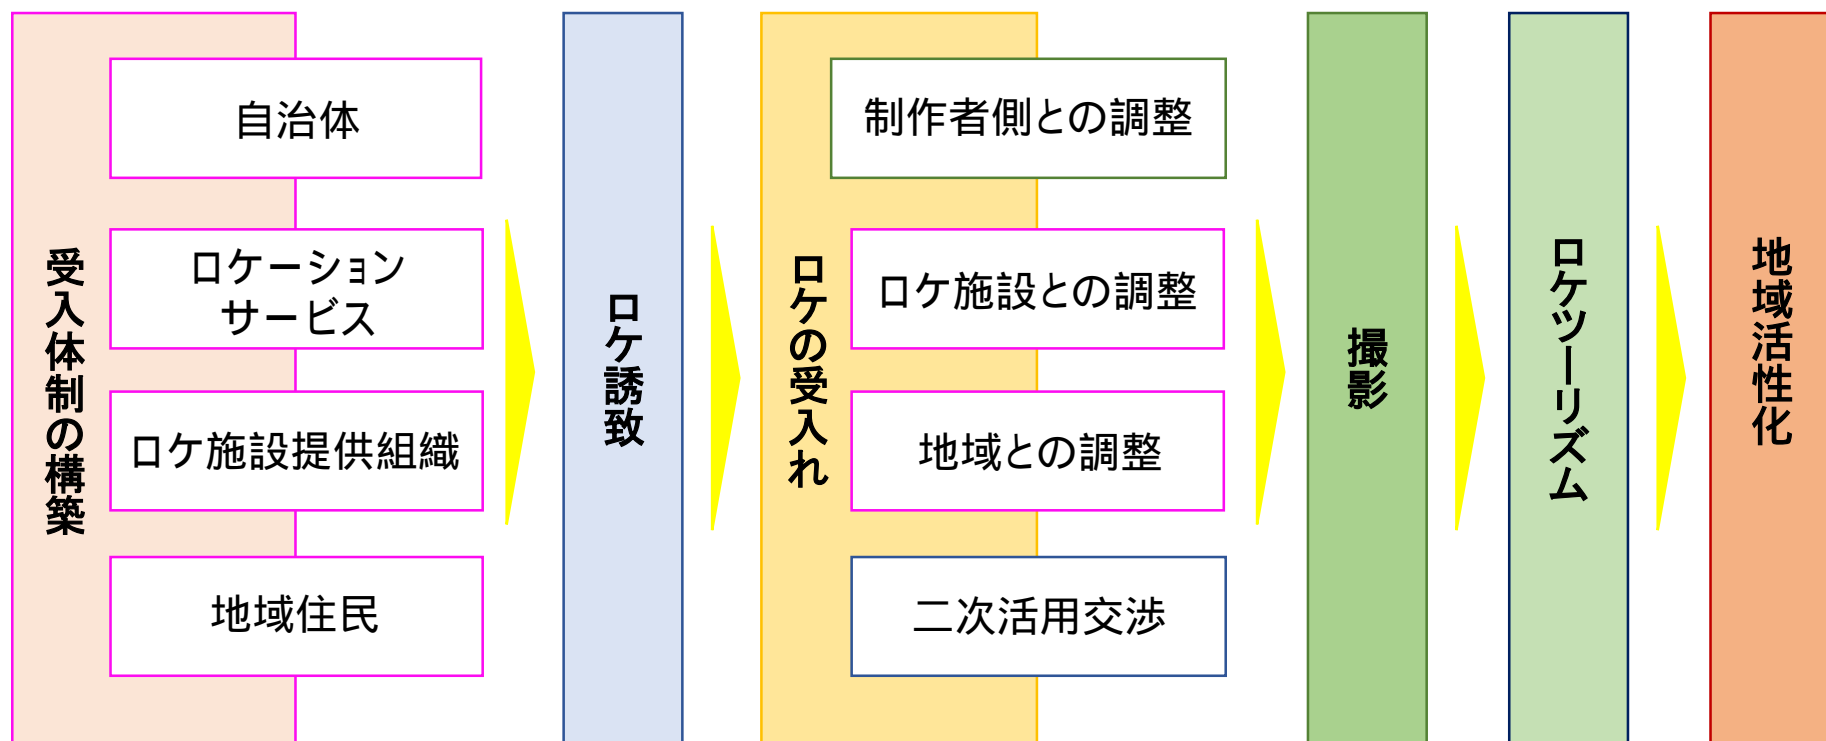 受入体制の構築
自治体
ロケーション
サービス
ロケ施設提供組織
地域住民
ロケ誘致
ロケの受入れ
制作者側との調整
ロケ施設との調整
地域との調整
二次活用交渉
撮影
ロケツーリズム
地域活性化